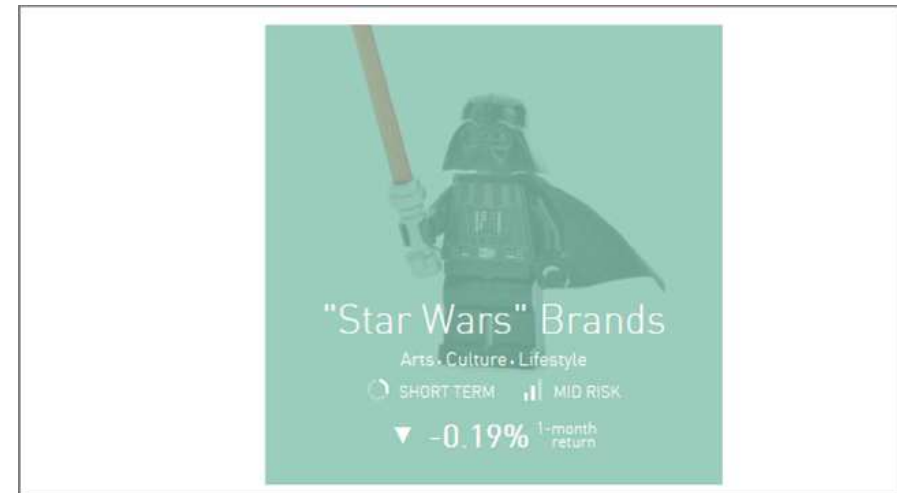 "Star Wars" Brands
Arts • Culture • Lifestyle
SHORT TERM MID RISK
▼ -0.19% 1-month
return